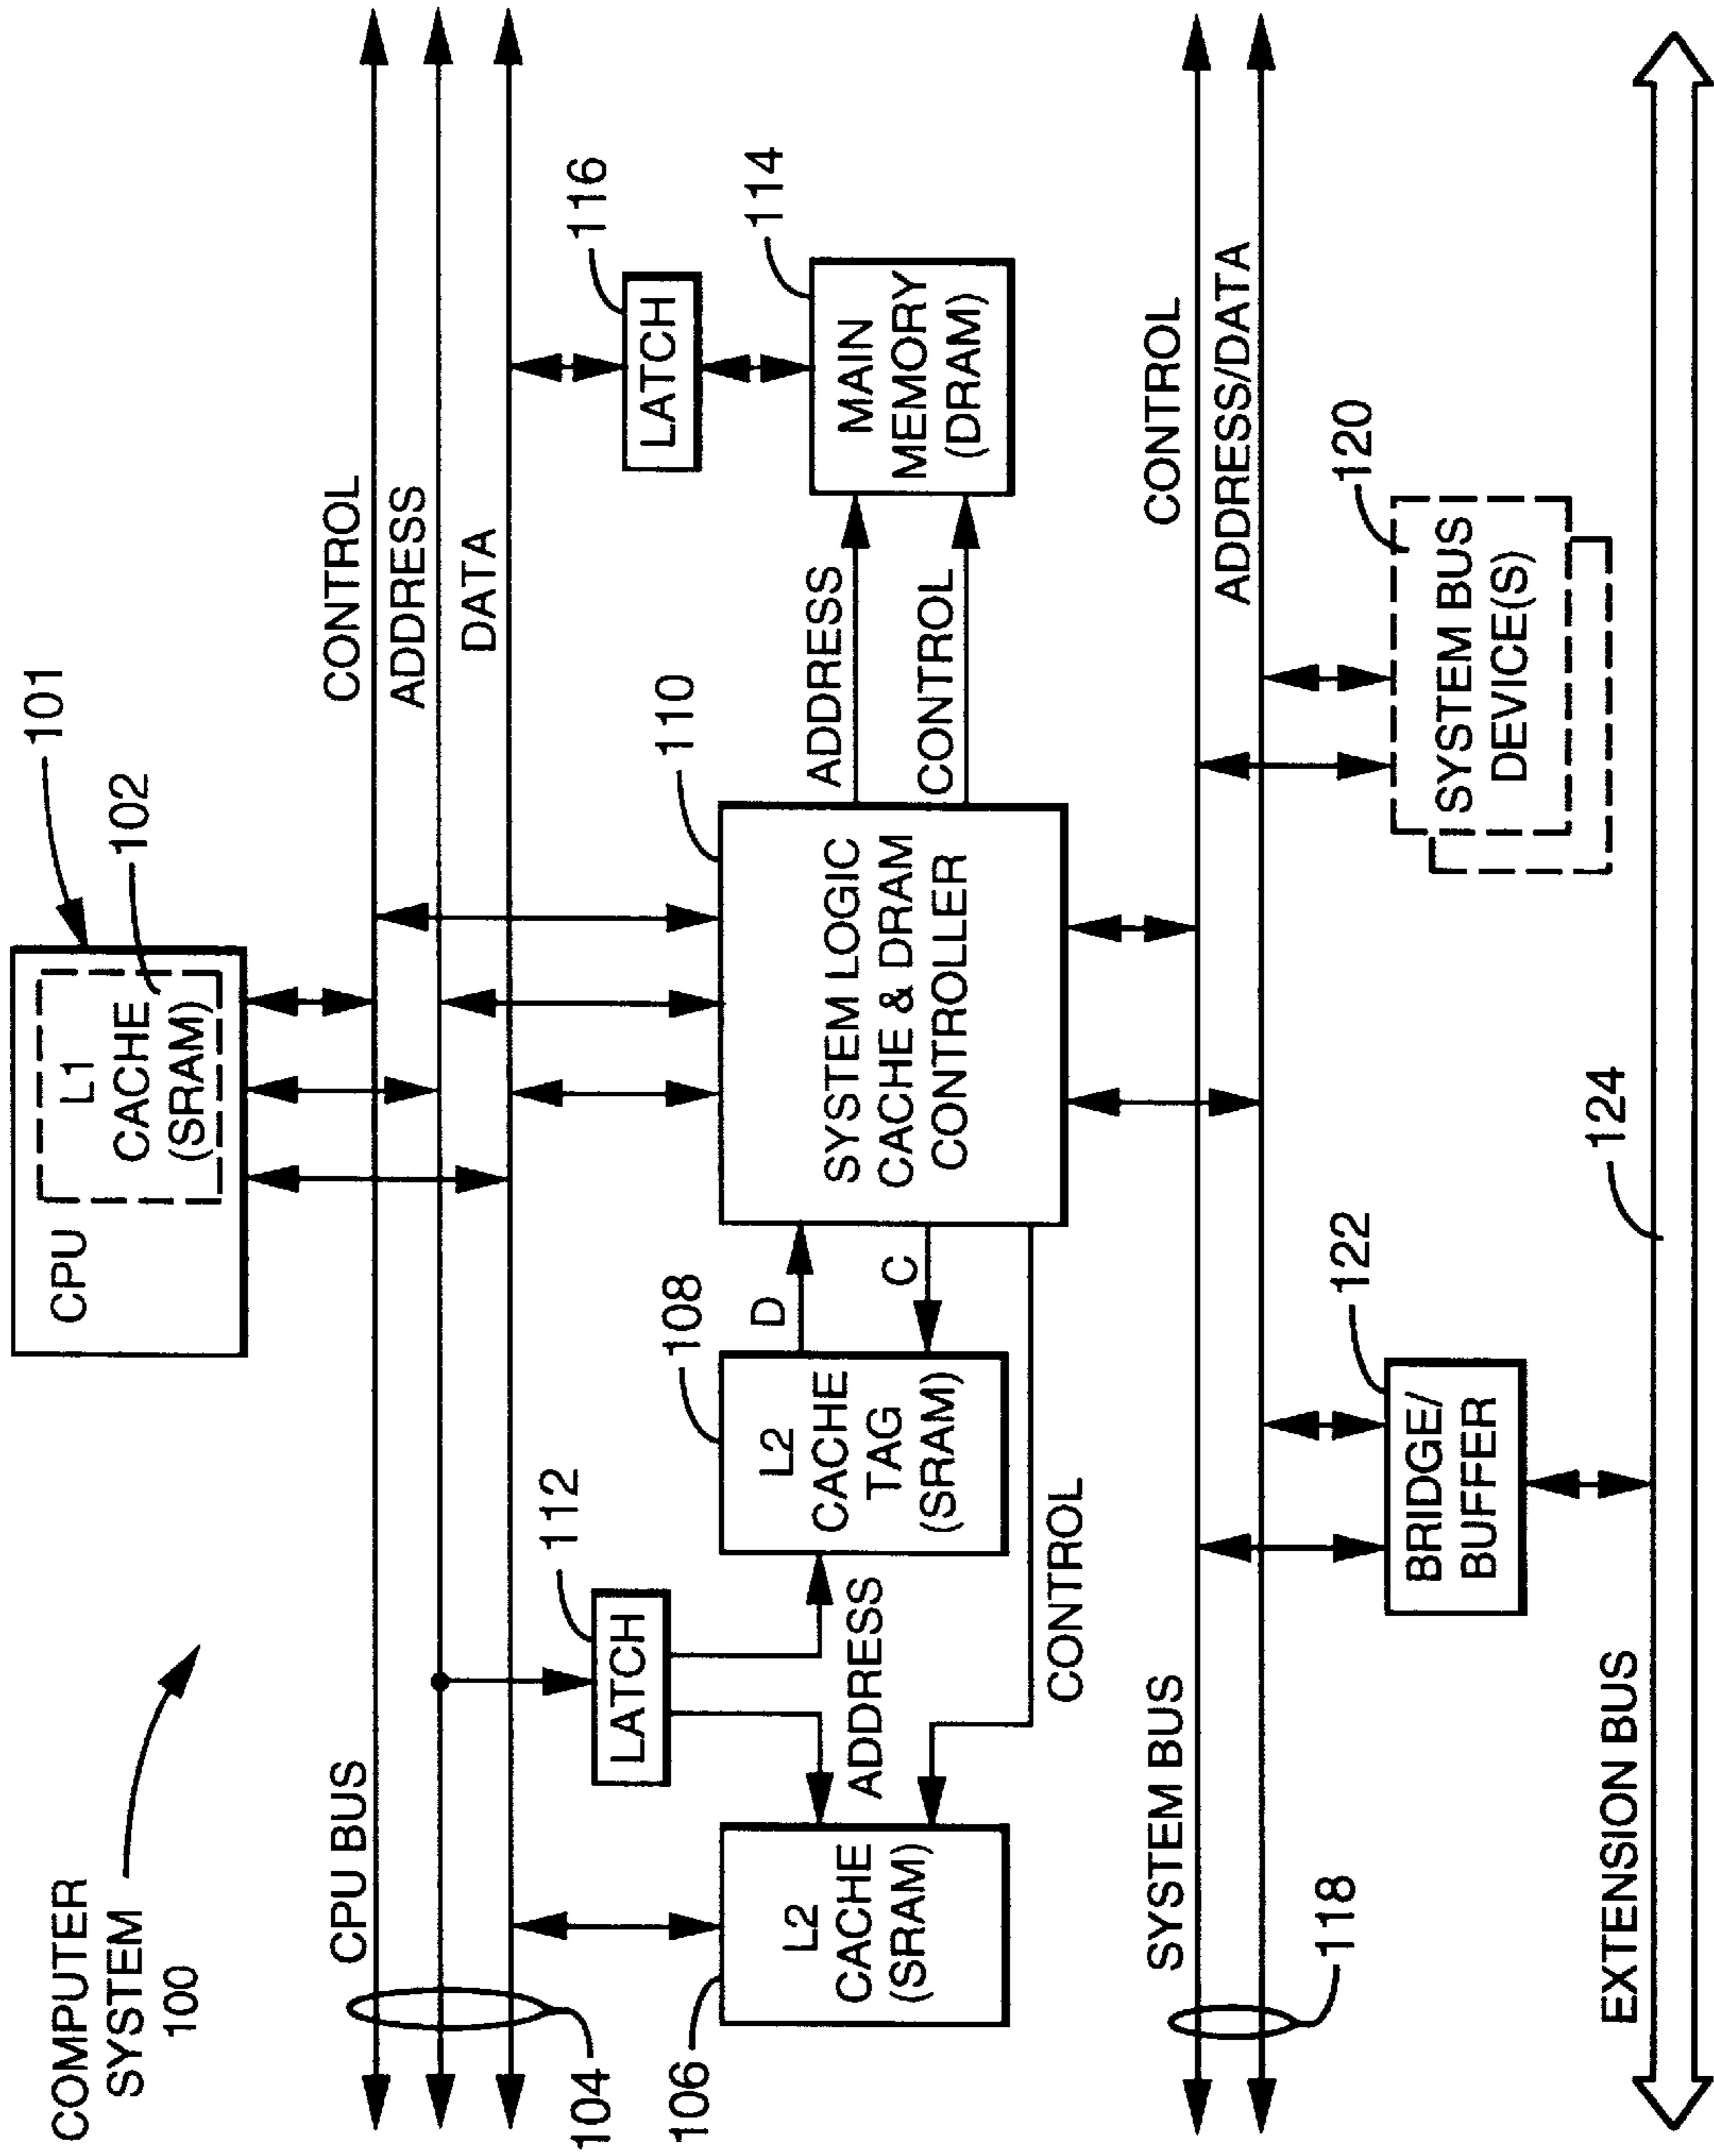 COMPUTER
SYSTEM
100
CPU
L1
CACHE
(SRAM)
101
102
CPU BUS
CONTROL
ADDRESS
DATA
104
106
L2
CACHE
(SRAM)
112
LATCH
ADDRESS
108
L2
CACHE
TAG
(SRAM)
D
C
CONTROL
110
SYSTEM LOGIC
CACHE & DRAM
CONTROLLER
ADDRESS
CONTROL
116
LATCH
114
MAIN
MEMORY
(DRAM)
SYSTEM BUS
CONTROL
ADDRESS/DATA
118
122
BRIDGE/
BUFFER
120
SYSTEM BUS
DEVICE(S)
EXTENSION BUS
124